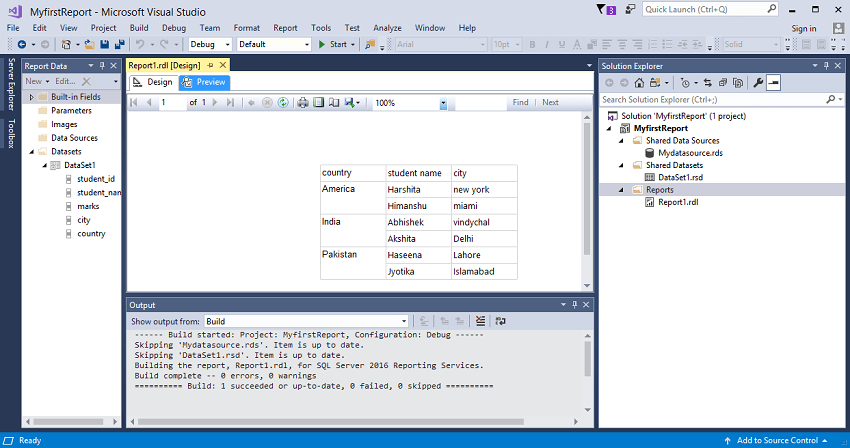 MyfirstReport - Microsoft Visual Studio
3
Quick Launch (Ctrl+Q)
File Edit View Project Build Debug Team Format Report Tools Test Analyze Window Help Sign in
Debug Default Start Arial 10pt B I U A Solid
Server Explorer
Toolbox
Report Data
New Edit...
Built-in Fields
Parameters
Images
Data Sources
Datasets
DataSet1
student_id
student_nan
marks
city
country
Report1.rdl [Design]
Design Preview
1 of 1 100% Find Next
country student name city
America Harshita new york
Himanshu miami
India Abhishek vindychal
Akshita Delhi
Pakistan Haseena Lahore
Jyotika Islamabad
Output
Show output from: Build
------ Build started: Project: MyfirstReport, Configuration: Debug ------
Skipping 'Mydatasource.rds'. Item is up to date.
Skipping 'DataSet1.rsd'. Item is up to date.
Building the report, Report1.rdl, for SQL Server 2016 Reporting Services.
Build complete -- 0 errors, 0 warnings
========== Build: 1 succeeded or up-to-date, 0 failed, 0 skipped ==========
Solution Explorer
Search Solution Explorer (Ctrl+;)
Solution 'MyfirstReport' (1 project)
MyfirstReport
Shared Data Sources
Mydatasource.rds
Shared Datasets
DataSet1.rsd
Reports
Report1.rdl
Ready
Add to Source Control